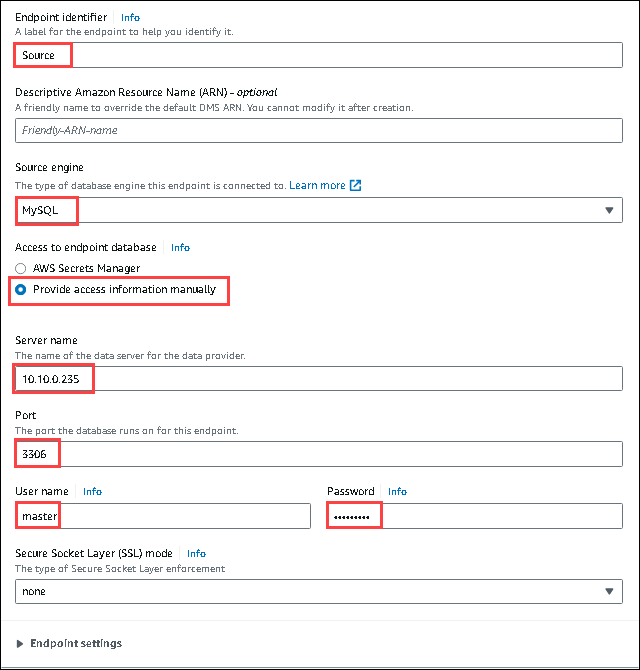 Endpoint identifier | Info
A label for the endpoint to help you identify it.
Source
Descriptive Amazon Resource Name (ARN) - optional
A friendly name to override the default DMS ARN. You cannot modify it after creation.
Friendly-ARN-name
Source engine
The type of database engine this endpoint is connected to. Learn more
MySQL
Access to endpoint database | Info
AWS Secrets Manager
Provide access information manually
Server name
The name of the data server for the data provider.
10.10.0.235
Port
The port the database runs on for this endpoint.
3306
User name | Info Password | Info
master •••••••••
Secure Socket Layer (SSL) mode | Info
The type of Secure Socket Layer enforcement
none
Endpoint settings